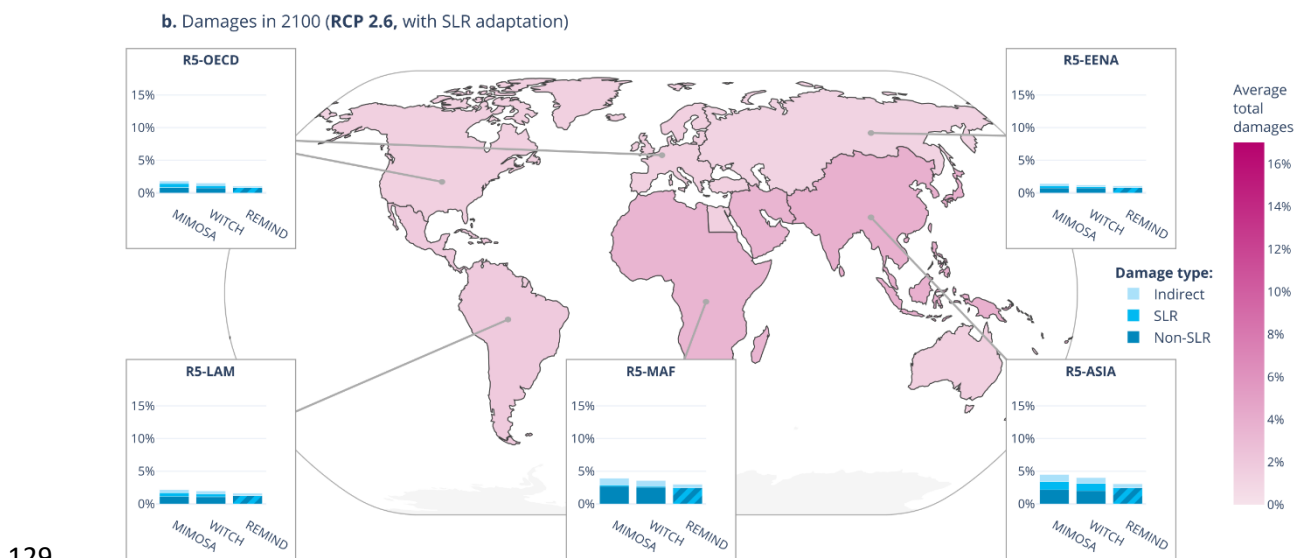 b. Damages in 2100 (RCP 2.6, with SLR adaptation)
R5-OECD
15%
10%
5%
0%
MIMOSA
WITCH
REMIND
R5-EENA
15%
10%
5%
0%
MIMOSA
WITCH
REMIND
Average
total
damages
16%
14%
12%
10%
8%
6%
4%
2%
0%
Damage type:
Indirect
SLR
Non-SLR
R5-LAM
15%
10%
5%
0%
MIMOSA
WITCH
REMIND
R5-MAF
15%
10%
5%
0%
MIMOSA
WITCH
REMIND
R5-ASIA
15%
10%
5%
0%
MIMOSA
WITCH
REMIND
129